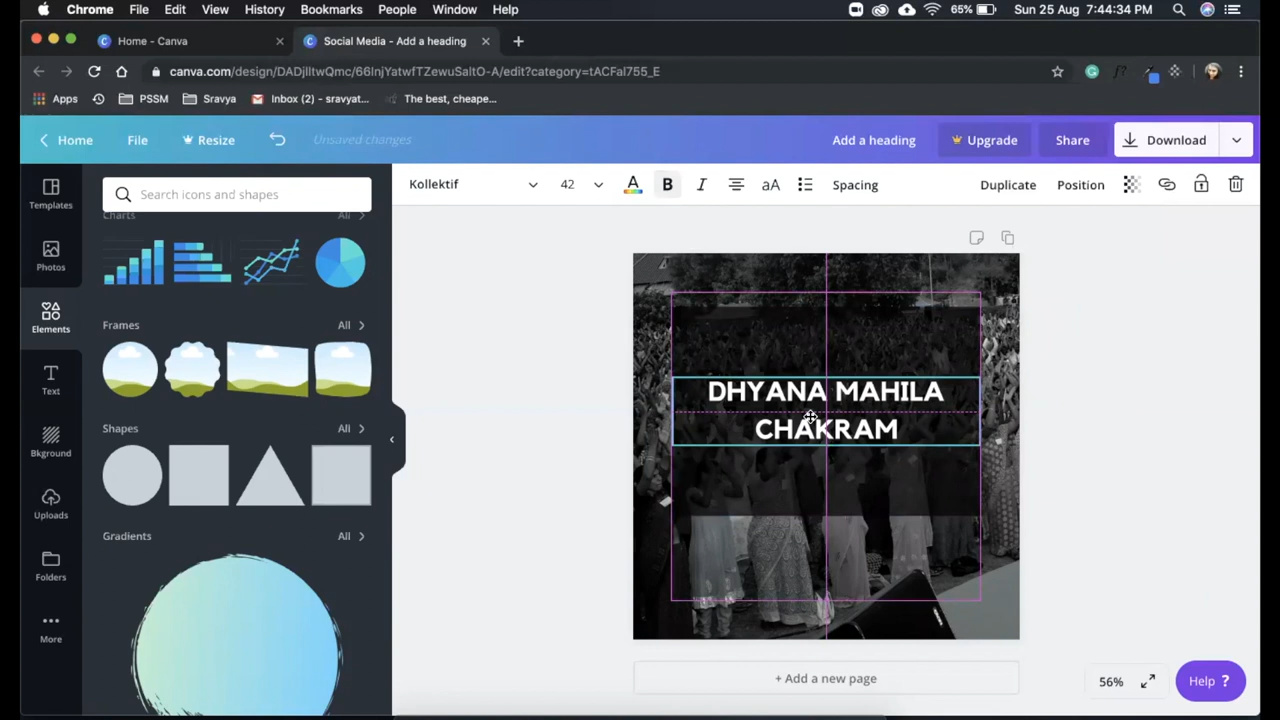 Chrome File Edit View History Bookmarks People Window Help 65% Sun 25 Aug 7:44:34 PM
Home - Canva Social Media - Add a heading
canva.com/design/DADjlltwQmc/66lnjYatwfTZewuSaltO-A/edit?category=tACFal755_E
Apps PSSM Sravya Inbox (2) - sravyat... The best, cheape...
Home File Resize Unsaved changes Add a heading Upgrade Share Download
Templates
Photos
Elements
Text
Bkground
Uploads
Folders
More
Search icons and shapes
Charts All
Frames All
Shapes All
Gradients All
Kollektif 42 A B I aA Spacing Duplicate Position
DHYANA MAHILA
CHAKRAM
+ Add a new page
56% Help ?